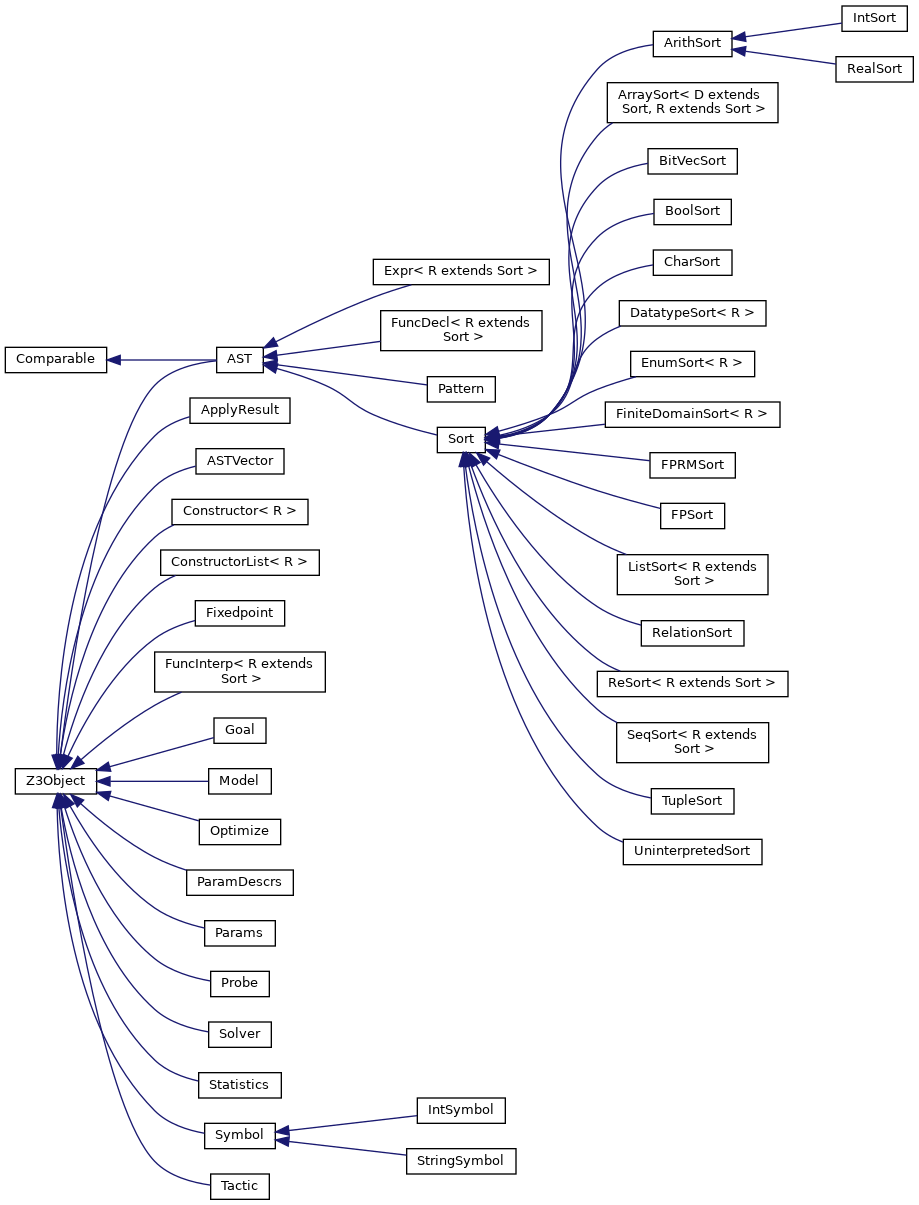 IntSort
ArithSort
RealSort
ArraySort< D extends
Sort, R extends Sort >
BitVecSort
BoolSort
CharSort
Expr< R extends Sort >
DatatypeSort< R >
FuncDecl< R extends
Sort >
Comparable
AST
EnumSort< R >
Pattern
ApplyResult
FiniteDomainSort< R >
Sort
ASTVector
FPRMSort
Constructor< R >
FPSort
ConstructorList< R >
ListSort< R extends
Sort >
Fixedpoint
RelationSort
FuncInterp< R extends
Sort >
ReSort< R extends Sort >
Goal
SeqSort< R extends
Sort >
Z3Object
Model
TupleSort
Optimize
UninterpretedSort
ParamDescrs
Params
Probe
Solver
Statistics
IntSymbol
Symbol
StringSymbol
Tactic